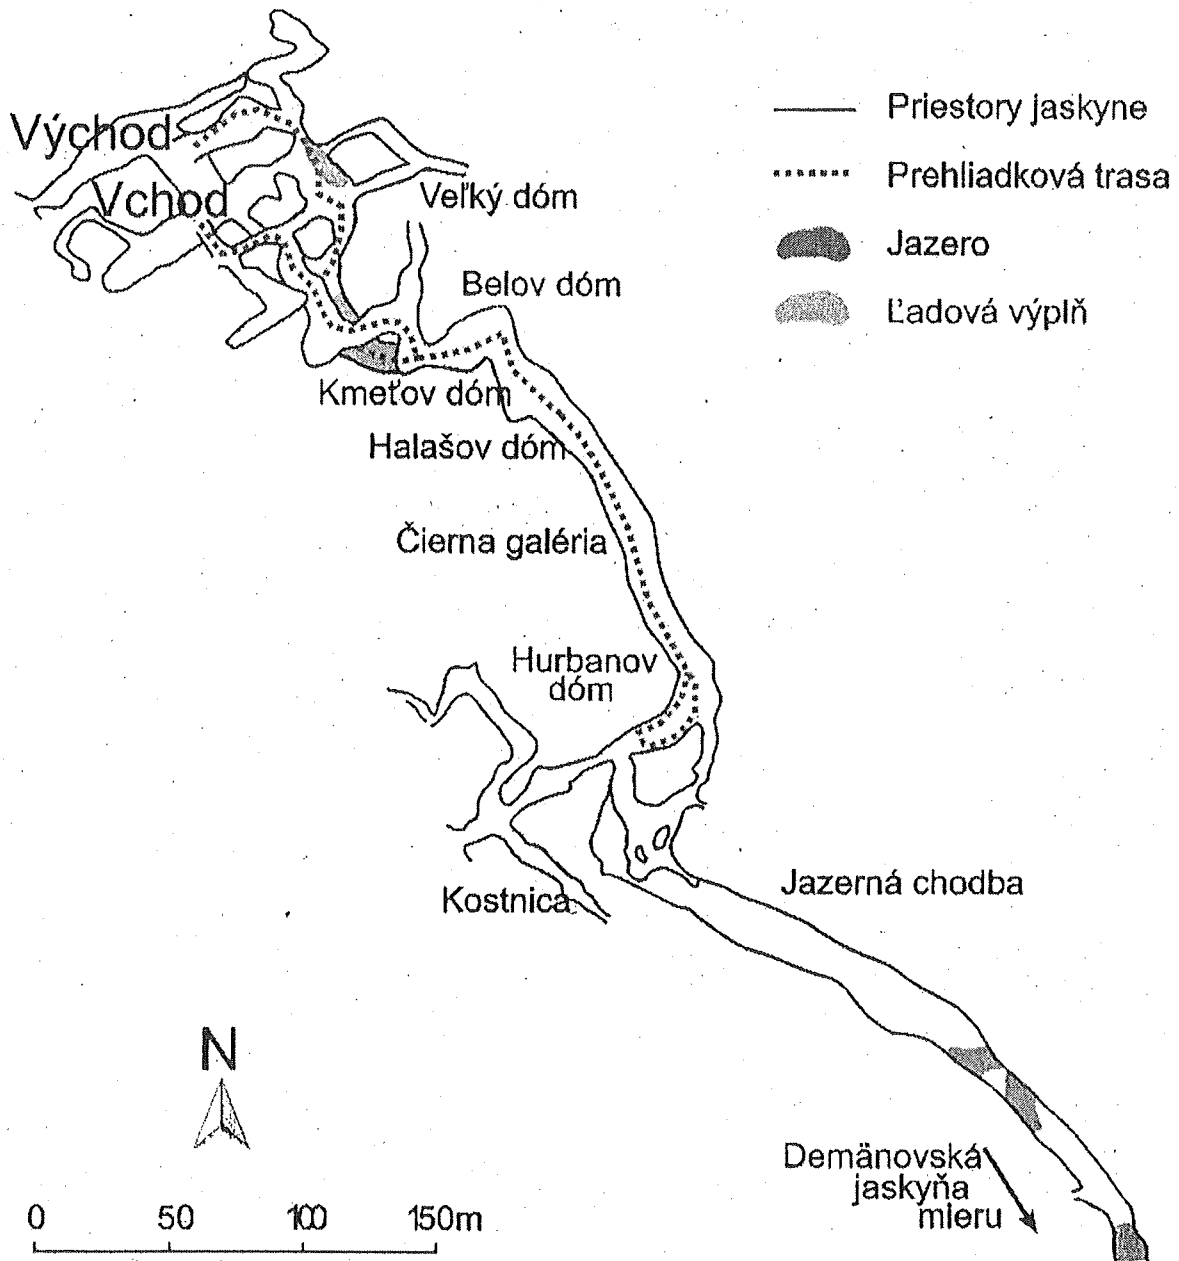 Východ
Vchod
Veľký dóm
Belov dóm
Kmeťov dóm
Halašov dóm
Čierna galéria
Hurbanov
dóm
Kostnica
Jazerná chodba
Demänovská
jaskyňa
mieru
Priestory jaskyne
Prehliadková trasa
Jazero
Ľadová výplň
N
0 50 100 150m